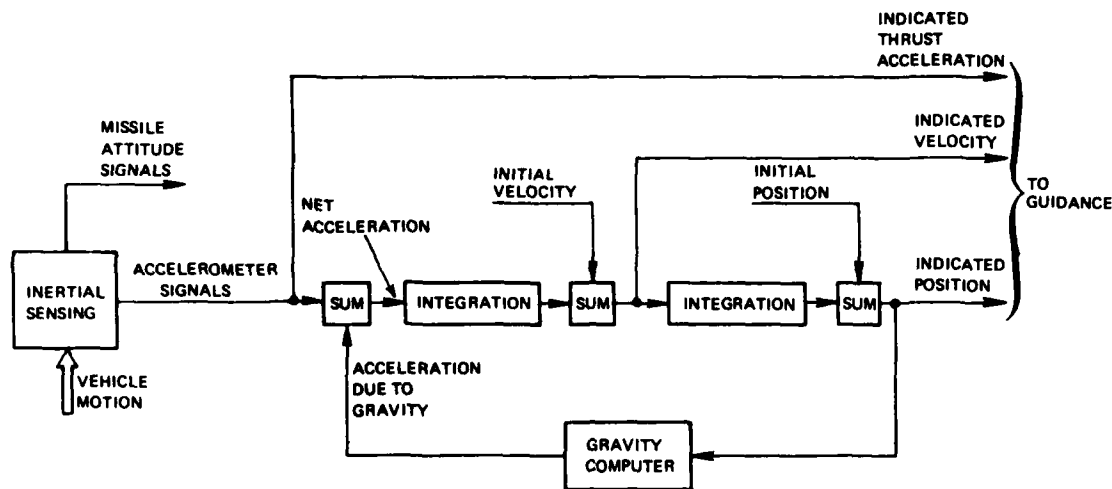 INDICATED
THRUST
ACCELERATION
MISSILE
ATTITUDE
SIGNALS
INDICATED
VELOCITY
INITIAL
VELOCITY
INITIAL
POSITION
TO
GUIDANCE
NET
ACCELERATION
INERTIAL
SENSING
ACCELEROMETER
SIGNALS
SUM
INTEGRATION
SUM
INTEGRATION
SUM
INDICATED
POSITION
VEHICLE
MOTION
ACCELERATION
DUE TO
GRAVITY
GRAVITY
COMPUTER